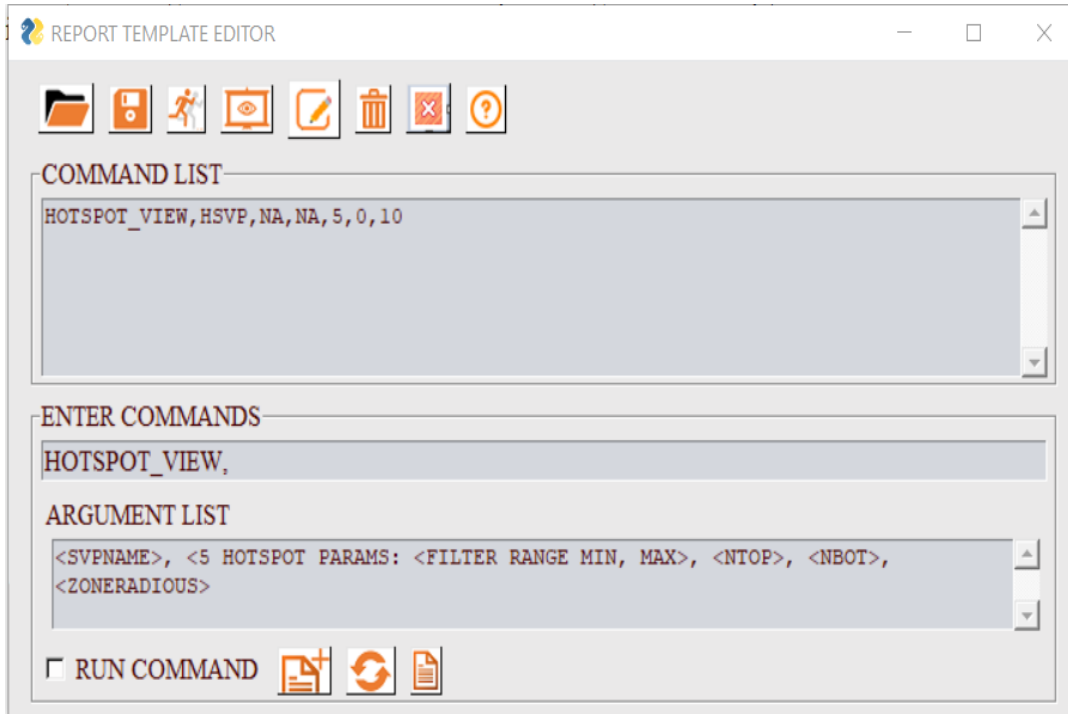 REPORT TEMPLATE EDITOR
COMMAND LIST
HOTSPOT_VIEW,HSVP,NA,NA,5,0,10
ENTER COMMANDS
HOTSPOT_VIEW,
ARGUMENT LIST
<SVPNAME>, <5 HOTSPOT PARAMS: <FILTER RANGE MIN, MAX>, <NTOP>, <NBOT>,
<ZONERADIOUS>
RUN COMMAND